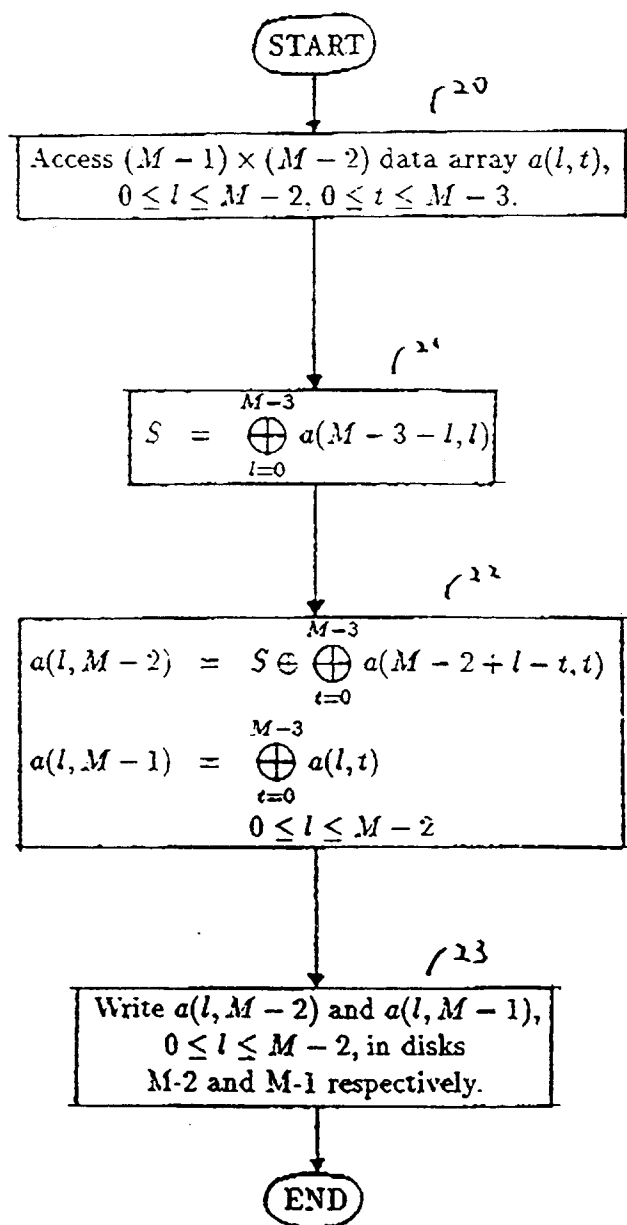 START
20
Access (M − 1) × (M − 2) data array a(l, t),
0 ≤ l ≤ M − 2, 0 ≤ t ≤ M − 3.
21
S = ⊕_{l=0}^{M−3} a(M − 3 − l, l)
22
a(l, M − 2) = S ⊕ ⊕_{t=0}^{M−3} a(M − 2 + l − t, t)
a(l, M − 1) = ⊕_{t=0}^{M−3} a(l, t)
0 ≤ l ≤ M − 2
23
Write a(l, M − 2) and a(l, M − 1),
0 ≤ l ≤ M − 2, in disks
M-2 and M-1 respectively.
END